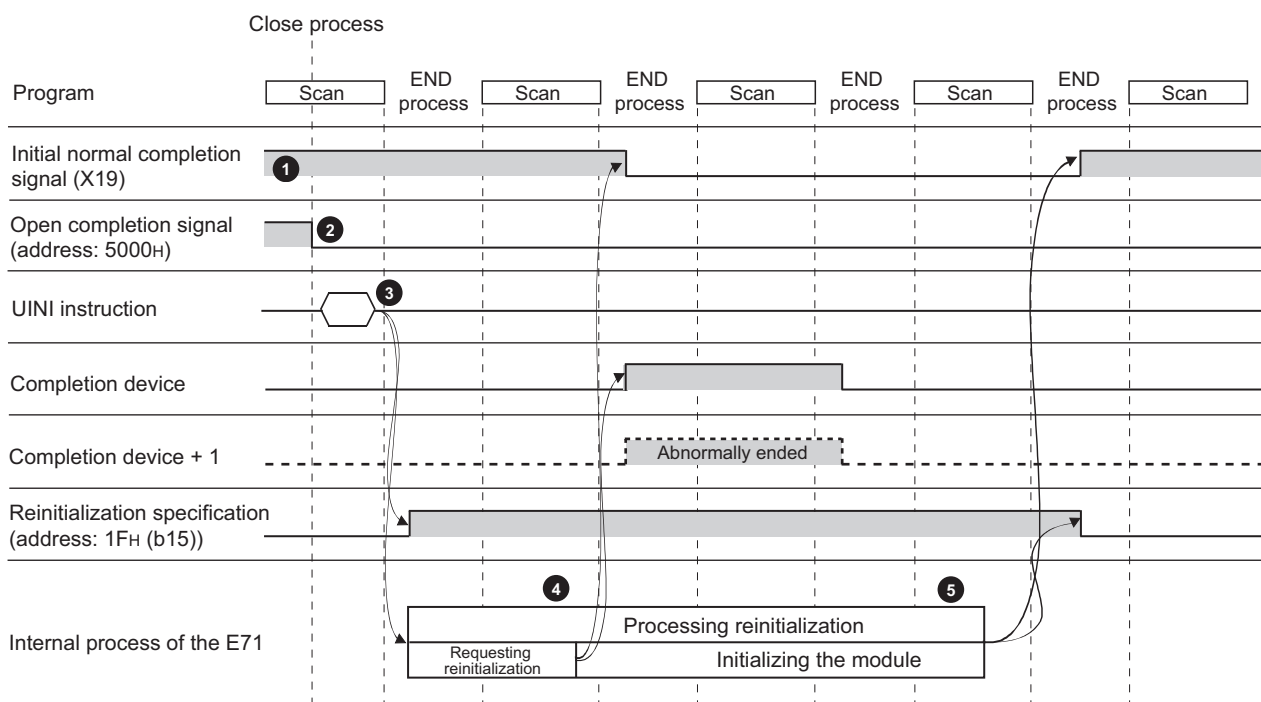 Close process
Program
Scan
END
process
Scan
END
process
Scan
END
process
Scan
END
process
Scan
Initial normal completion
signal (X19)
1
Open completion signal
(address: 5000H)
2
UINI instruction
3
Completion device
Completion device + 1
Abnormally ended
Reinitialization specification
(address: 1FH (b15))
4
5
Internal process of the E71
Processing reinitialization
Requesting
reinitialization
Initializing the module